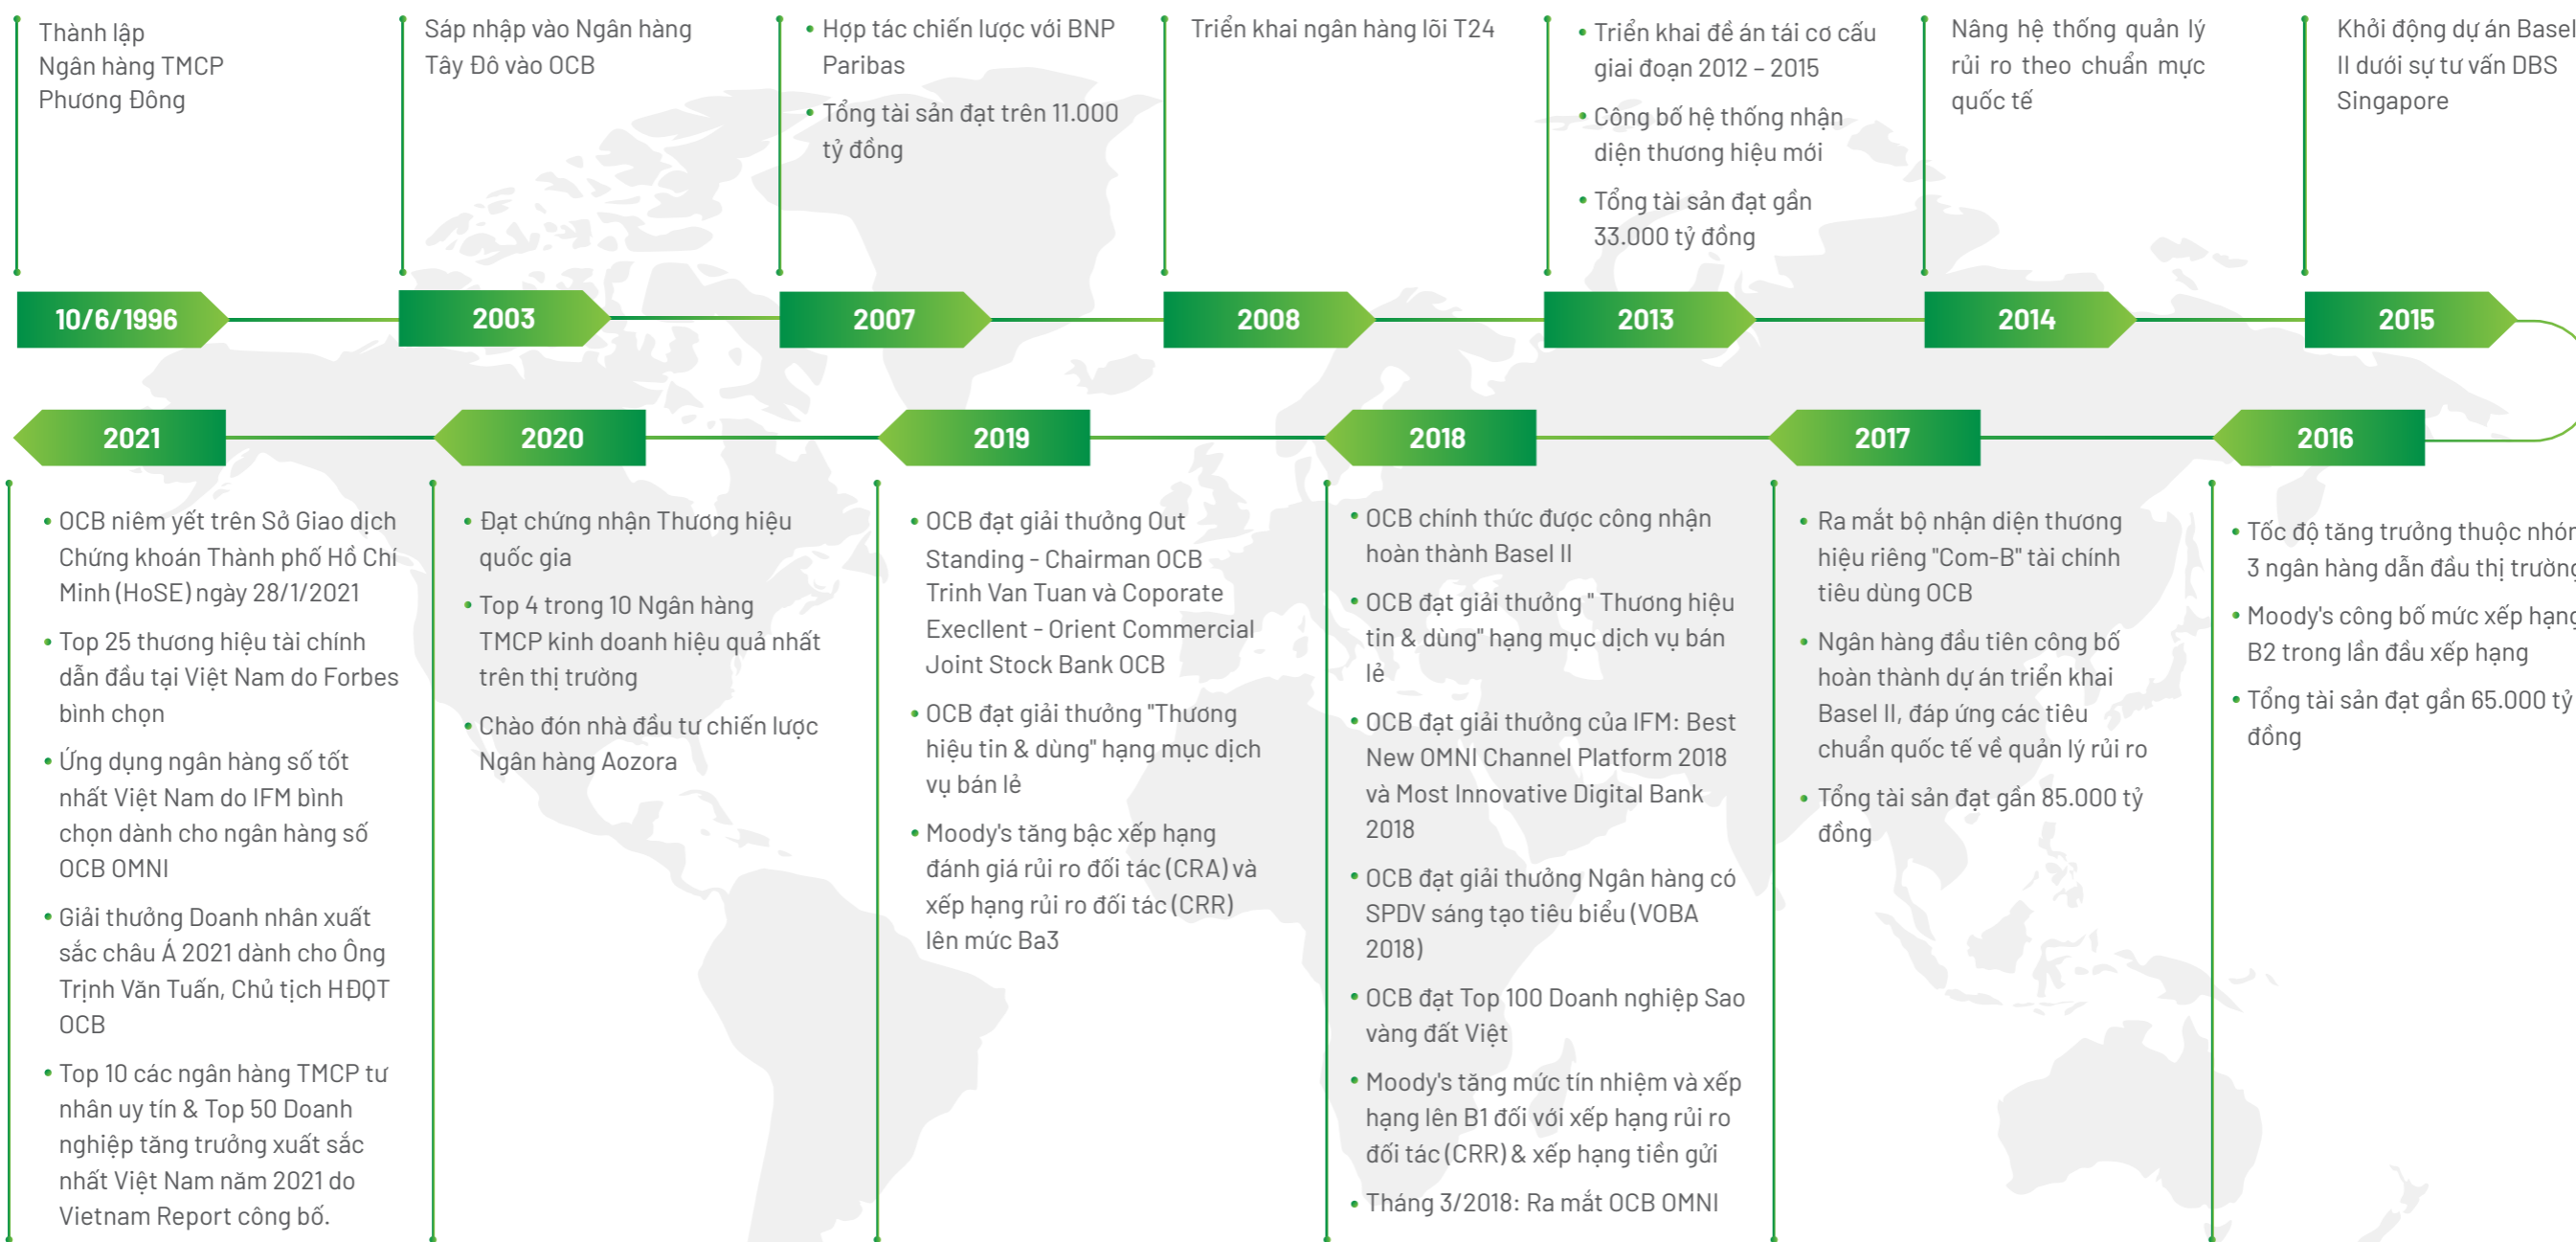 Thành lập
Ngân hàng TMCP
Phương Đông
Sáp nhập vào Ngân hàng
Tây Đô vào OCB
• Hợp tác chiến lược với BNP
Paribas
• Tổng tài sản đạt trên 11.000
tỷ đồng
Triển khai ngân hàng lõi T24
• Triển khai đề án tái cơ cấu
giai đoạn 2012 – 2015
• Công bố hệ thống nhận
diện thương hiệu mới
• Tổng tài sản đạt gần
33.000 tỷ đồng
Nâng hệ thống quản lý
rủi ro theo chuẩn mực
quốc tế
Khởi động dự án Basel
II dưới sự tư vấn DBS
Singapore
10/6/1996
2003
2007
2008
2013
2014
2015
2021
2020
2019
2018
2017
2016
• OCB niêm yết trên Sở Giao dịch
Chứng khoán Thành phố Hồ Chí
Minh (HoSE) ngày 28/1/2021
• Top 25 thương hiệu tài chính
dẫn đầu tại Việt Nam do Forbes
bình chọn
• Ứng dụng ngân hàng số tốt
nhất Việt Nam do IFM bình
chọn dành cho ngân hàng số
OCB OMNI
• Giải thưởng Doanh nhân xuất
sắc châu Á 2021 dành cho Ông
Trịnh Văn Tuấn, Chủ tịch HĐQT
OCB
• Top 10 các ngân hàng TMCP tư
nhân uy tín & Top 50 Doanh
nghiệp tăng trưởng xuất sắc
nhất Việt Nam năm 2021 do
Vietnam Report công bố.
• Đạt chứng nhận Thương hiệu
quốc gia
• Top 4 trong 10 Ngân hàng
TMCP kinh doanh hiệu quả nhất
trên thị trường
• Chào đón nhà đầu tư chiến lược
Ngân hàng Aozora
• OCB đạt giải thưởng Out
Standing - Chairman OCB
Trinh Van Tuan và Coporate
Execllent - Orient Commercial
Joint Stock Bank OCB
• OCB đạt giải thưởng "Thương
hiệu tin & dùng" hạng mục dịch
vụ bán lẻ
• Moody's tăng bậc xếp hạng
đánh giá rủi ro đối tác (CRA) và
xếp hạng rủi ro đối tác (CRR)
lên mức Ba3
• OCB chính thức được công nhận
hoàn thành Basel II
• OCB đạt giải thưởng " Thương hiệu
tin & dùng" hạng mục dịch vụ bán
lẻ
• OCB đạt giải thưởng của IFM: Best
New OMNI Channel Platform 2018
và Most Innovative Digital Bank
2018
• OCB đạt giải thưởng Ngân hàng có
SPDV sáng tạo tiêu biểu (VOBA
2018)
• OCB đạt Top 100 Doanh nghiệp Sao
vàng đất Việt
• Moody's tăng mức tín nhiệm và xếp
hạng lên B1 đối với xếp hạng rủi ro
đối tác (CRR) & xếp hạng tiền gửi
• Tháng 3/2018: Ra mắt OCB OMNI
• Ra mắt bộ nhận diện thương
hiệu riêng "Com-B" tài chính
tiêu dùng OCB
• Ngân hàng đầu tiên công bố
hoàn thành dự án triển khai
Basel II, đáp ứng các tiêu
chuẩn quốc tế về quản lý rủi ro
• Tổng tài sản đạt gần 85.000 tỷ
đồng
• Tốc độ tăng trưởng thuộc
3 ngân hàng dẫn đầu thị
• Moody's công bố mức xếp
B2 trong lần đầu xếp hạng
• Tổng tài sản đạt gần 65.000 tỷ
đồng